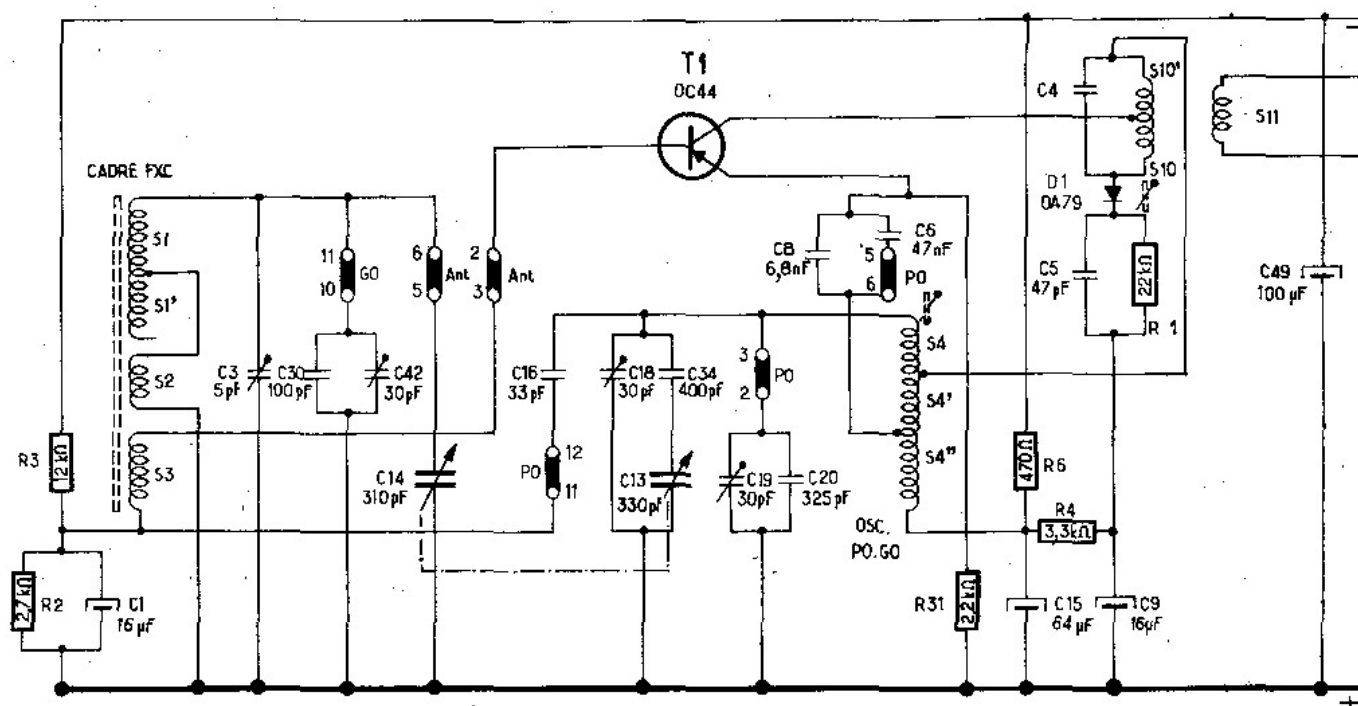 T1
OC44
S10'
C4
S11
S10
CADRE FXC
D1
OA79
S1
S1'
S2
S3
11
GO
10
6
Ant
5
2
Ant
3
C8
6,8nF
C6
47nF
5
PO
6
C5
47pF
22kΩ
R1
C49
100µF
C3
5pF
C30
100pF
C42
30pF
C16
33pF
C18
30pF
C34
400pF
3
PO
2
S4
S4'
S4"
R3
12kΩ
C14
310pF
PO
12
11
C13
330pF
C19
30pF
C20
325pF
470Ω
R6
R4
3,3kΩ
OSC.
PO.GO
R2
2,7kΩ
C1
16µF
R31
2,2kΩ
C15
64µF
C9
16µF
−
+